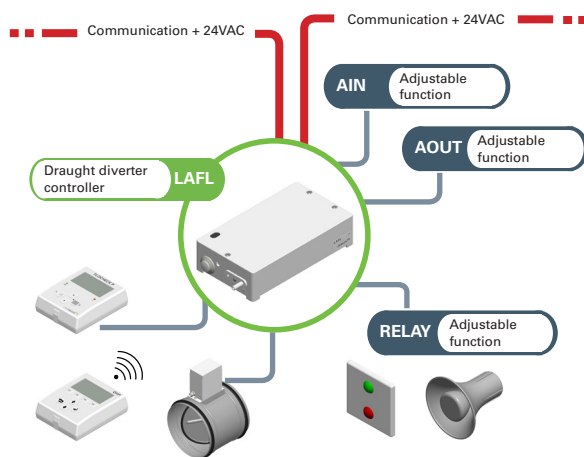 Communication + 24VAC
Communication + 24VAC
AIN
Adjustable
function
AOUT
Adjustable
function
Draught diverter
controller
LAFL
RELAY
Adjustable
function